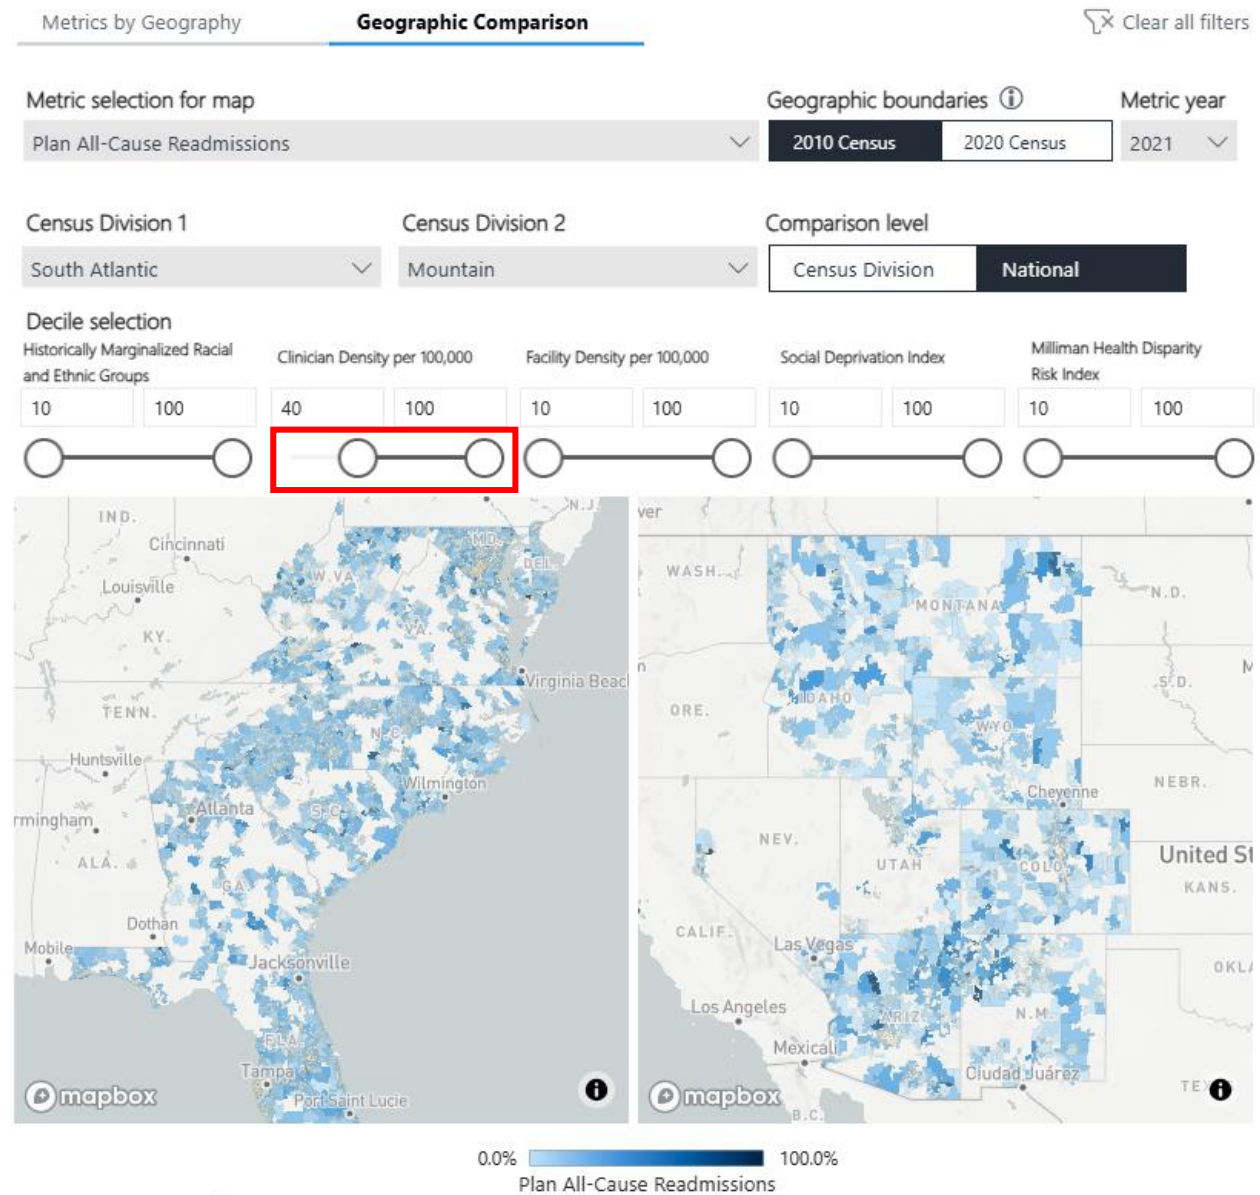 Metrics by Geography
Geographic Comparison
Clear all filters
Metric selection for map
Geographic boundaries
Metric year
Plan All-Cause Readmissions
2010 Census
2020 Census
2021
Census Division 1
Census Division 2
Comparison level
South Atlantic
Mountain
Census Division
National
Decile selection
Historically Marginalized Racial
and Ethnic Groups
Clinician Density per 100,000
Facility Density per 100,000
Social Deprivation Index
Milliman Health Disparity
Risk Index
10
100
40
100
10
100
10
100
10
100
IND.
N.J.
Cincinnati
M.D.
DEL.
Louisville
W.VA.
KY.
VA.
Virginia Beach
TENN.
N.C.
Huntsville
Wilmington
Atlanta
S.C.
rmingham
ALA.
GA.
Dothan
Mobile
Jacksonville
FLA.
Tampa
Port Saint Lucie
mapbox
ver
WASH.
MONTANA
N.D.
S.D.
ORE.
IDAHO
WYO.
Cheyenne
NEBR.
NEV.
UTAH
COLO.
United St
KANS.
CALIF.
Las Vegas
OKLA
Los Angeles
ARIZ.
N.M.
Mexicali
Ciudad Juárez
TE
mapbox
B.C.
0.0%
100.0%
Plan All-Cause Readmissions